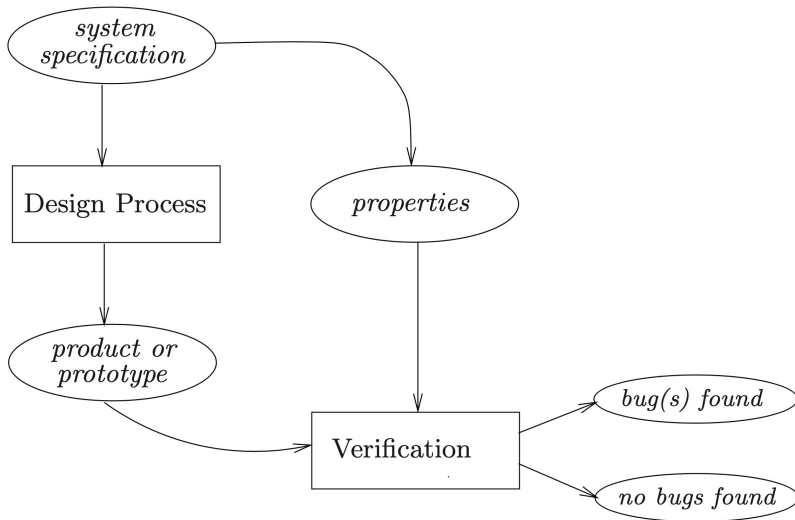 system
specification
Design Process
properties
product or
prototype
Verification
bug(s) found
no bugs found